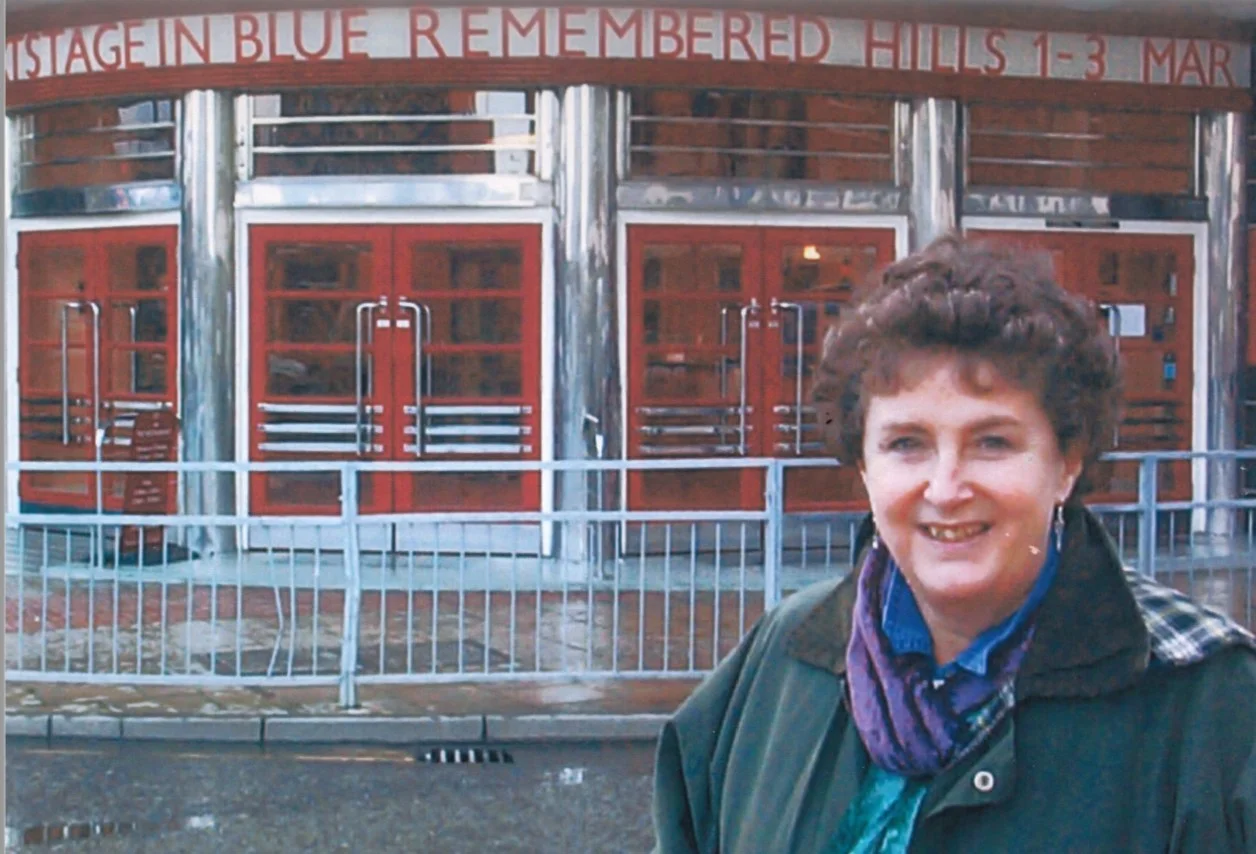 STAGE IN BLUE REMEMBERED HILLS 1-3 MAR